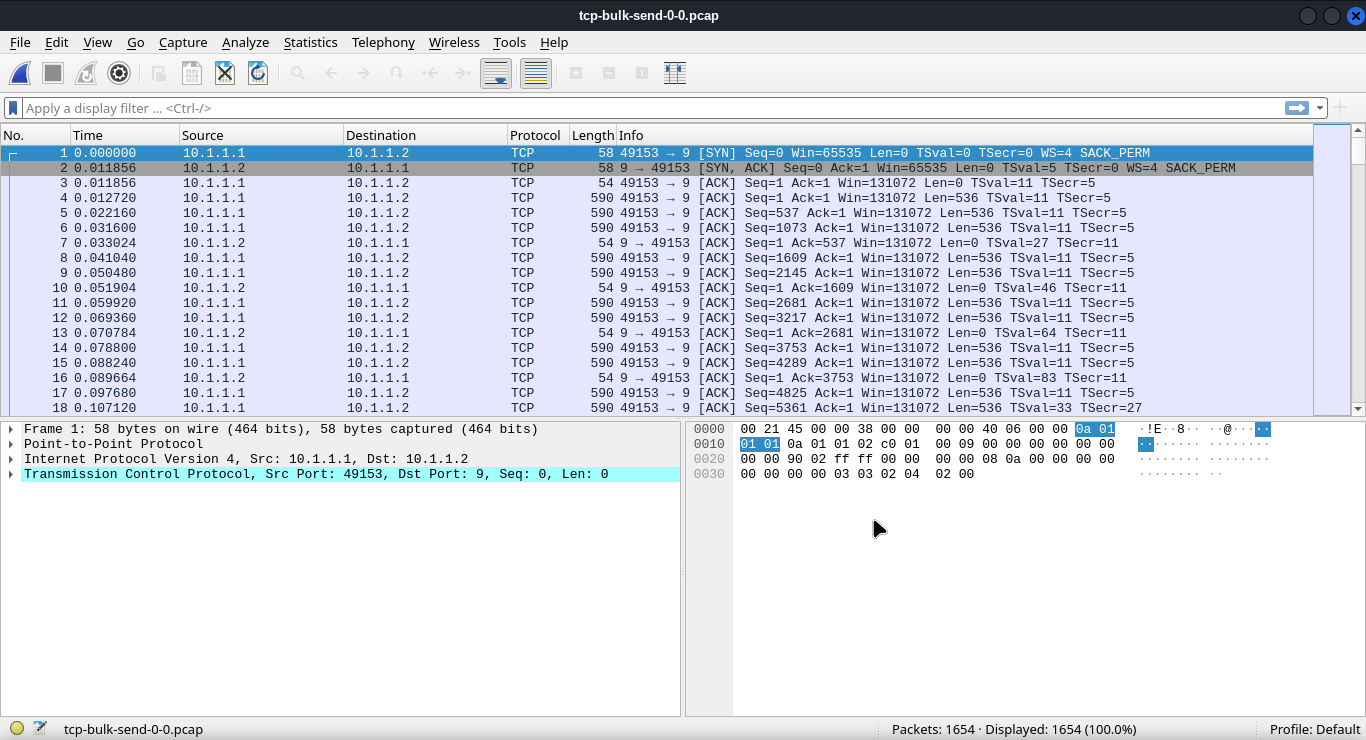 tcp-bulk-send-0-0.pcap
File Edit View Go Capture Analyze Statistics Telephony Wireless Tools Help
Apply a display filter ... <Ctrl-/>
No. Time Source Destination Protocol Length Info
1 0.000000 10.1.1.1 10.1.1.2 TCP 58 49153 → 9 [SYN] Seq=0 Win=65535 Len=0 TSval=0 TSecr=0 WS=4 SACK_PERM
2 0.011856 10.1.1.2 10.1.1.1 TCP 58 9 → 49153 [SYN, ACK] Seq=0 Ack=1 Win=65535 Len=0 TSval=5 TSecr=0 WS=4 SACK_PERM
3 0.011856 10.1.1.1 10.1.1.2 TCP 54 49153 → 9 [ACK] Seq=1 Ack=1 Win=131072 Len=0 TSval=11 TSecr=5
4 0.012720 10.1.1.1 10.1.1.2 TCP 590 49153 → 9 [ACK] Seq=1 Ack=1 Win=131072 Len=536 TSval=11 TSecr=5
5 0.022160 10.1.1.1 10.1.1.2 TCP 590 49153 → 9 [ACK] Seq=537 Ack=1 Win=131072 Len=536 TSval=11 TSecr=5
6 0.031600 10.1.1.1 10.1.1.2 TCP 590 49153 → 9 [ACK] Seq=1073 Ack=1 Win=131072 Len=536 TSval=11 TSecr=5
7 0.033024 10.1.1.2 10.1.1.1 TCP 54 9 → 49153 [ACK] Seq=1 Ack=537 Win=131072 Len=0 TSval=27 TSecr=11
8 0.041040 10.1.1.1 10.1.1.2 TCP 590 49153 → 9 [ACK] Seq=1609 Ack=1 Win=131072 Len=536 TSval=11 TSecr=5
9 0.050480 10.1.1.1 10.1.1.2 TCP 590 49153 → 9 [ACK] Seq=2145 Ack=1 Win=131072 Len=536 TSval=11 TSecr=5
10 0.051904 10.1.1.2 10.1.1.1 TCP 54 9 → 49153 [ACK] Seq=1 Ack=1609 Win=131072 Len=0 TSval=46 TSecr=11
11 0.059920 10.1.1.1 10.1.1.2 TCP 590 49153 → 9 [ACK] Seq=2681 Ack=1 Win=131072 Len=536 TSval=11 TSecr=5
12 0.069360 10.1.1.1 10.1.1.2 TCP 590 49153 → 9 [ACK] Seq=3217 Ack=1 Win=131072 Len=536 TSval=11 TSecr=5
13 0.070784 10.1.1.2 10.1.1.1 TCP 54 9 → 49153 [ACK] Seq=1 Ack=2681 Win=131072 Len=0 TSval=64 TSecr=11
14 0.078800 10.1.1.1 10.1.1.2 TCP 590 49153 → 9 [ACK] Seq=3753 Ack=1 Win=131072 Len=536 TSval=11 TSecr=5
15 0.088240 10.1.1.1 10.1.1.2 TCP 590 49153 → 9 [ACK] Seq=4289 Ack=1 Win=131072 Len=536 TSval=11 TSecr=5
16 0.089664 10.1.1.2 10.1.1.1 TCP 54 9 → 49153 [ACK] Seq=1 Ack=3753 Win=131072 Len=0 TSval=83 TSecr=11
17 0.097680 10.1.1.1 10.1.1.2 TCP 590 49153 → 9 [ACK] Seq=4825 Ack=1 Win=131072 Len=536 TSval=11 TSecr=5
18 0.107120 10.1.1.1 10.1.1.2 TCP 590 49153 → 9 [ACK] Seq=5361 Ack=1 Win=131072 Len=536 TSval=33 TSecr=27
Frame 1: 58 bytes on wire (464 bits), 58 bytes captured (464 bits)
Point-to-Point Protocol
Internet Protocol Version 4, Src: 10.1.1.1, Dst: 10.1.1.2
Transmission Control Protocol, Src Port: 49153, Dst Port: 9, Seq: 0, Len: 0
0000 00 21 45 00 00 38 00 00 00 00 40 06 00 00 0a 01 ·!E··8·· ··@·····
0010 01 01 0a 01 01 02 c0 01 00 09 00 00 00 00 00 00 ········ ········
0020 00 00 90 02 ff ff 00 00 00 00 08 0a 00 00 00 00 ········ ········
0030 00 00 00 00 03 03 02 04 02 00 ········ ··
tcp-bulk-send-0-0.pcap Packets: 1654 · Displayed: 1654 (100.0%) Profile: Default